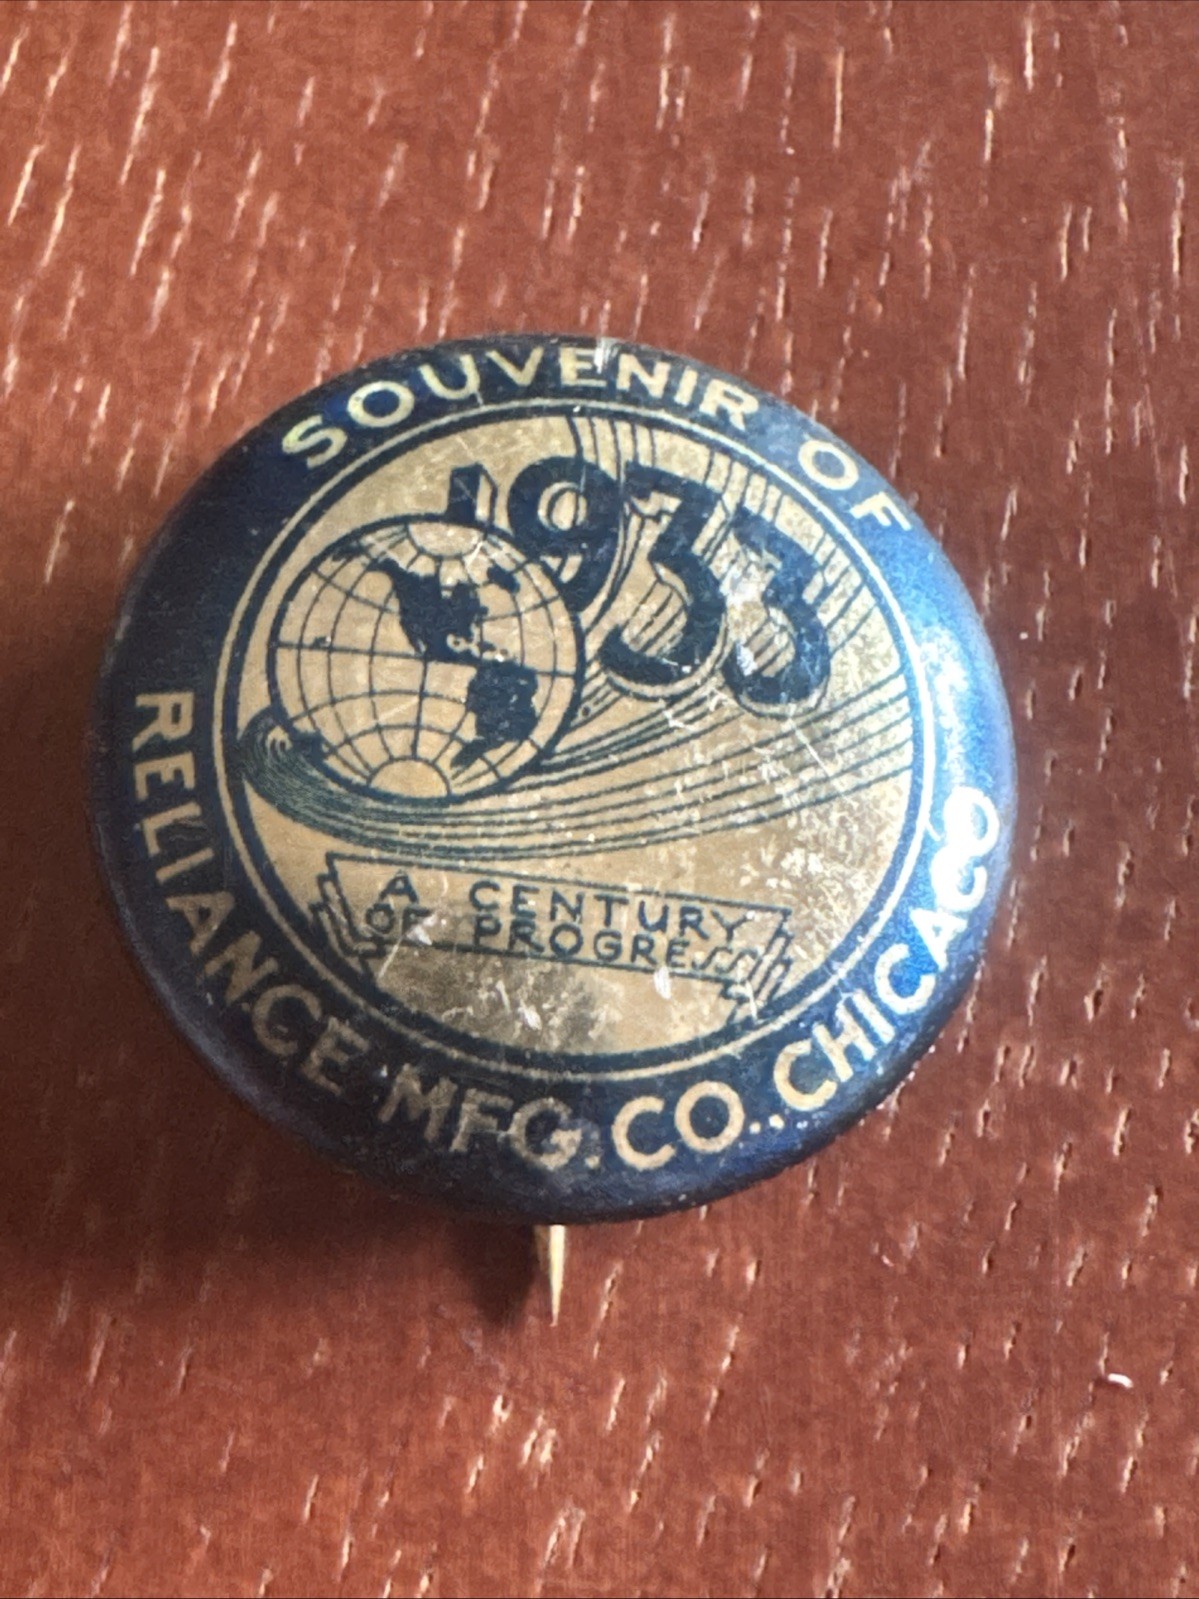 SOUVENIR OF
1933
A CENTURY
OF PROGRESS
RELIANCE MFG. CO., CHICAGO